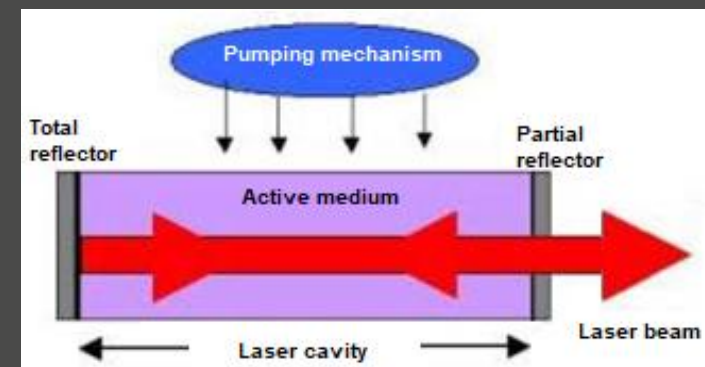 Pumping mechanism
Total
reflector
Partial
reflector
Active medium
Laser beam
Laser cavity